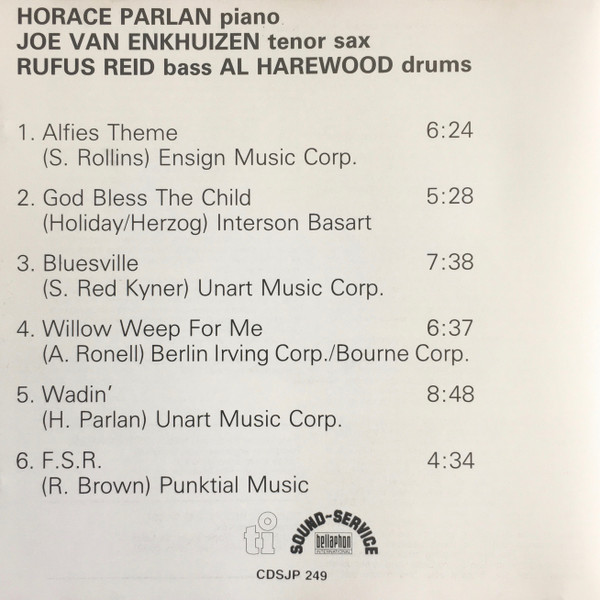 HORACE PARLAN piano
JOE VAN ENKHUIZEN tenor sax
RUFUS REID bass AL HAREWOOD drums
1. Alfies Theme 6:24
(S. Rollins) Ensign Music Corp.
2. God Bless The Child 5:28
(Holiday/Herzog) Interson Basart
3. Bluesville 7:38
(S. Red Kyner) Unart Music Corp.
4. Willow Weep For Me 6:37
(A. Ronell) Berlin Irving Corp./Bourne Corp.
5. Wadin' 8:48
(H. Parlan) Unart Music Corp.
6. F.S.R. 4:34
(R. Brown) Punktial Music
ti
SOUND-SERVICE
bellaphon
INTERNATIONAL
CDSJP 249